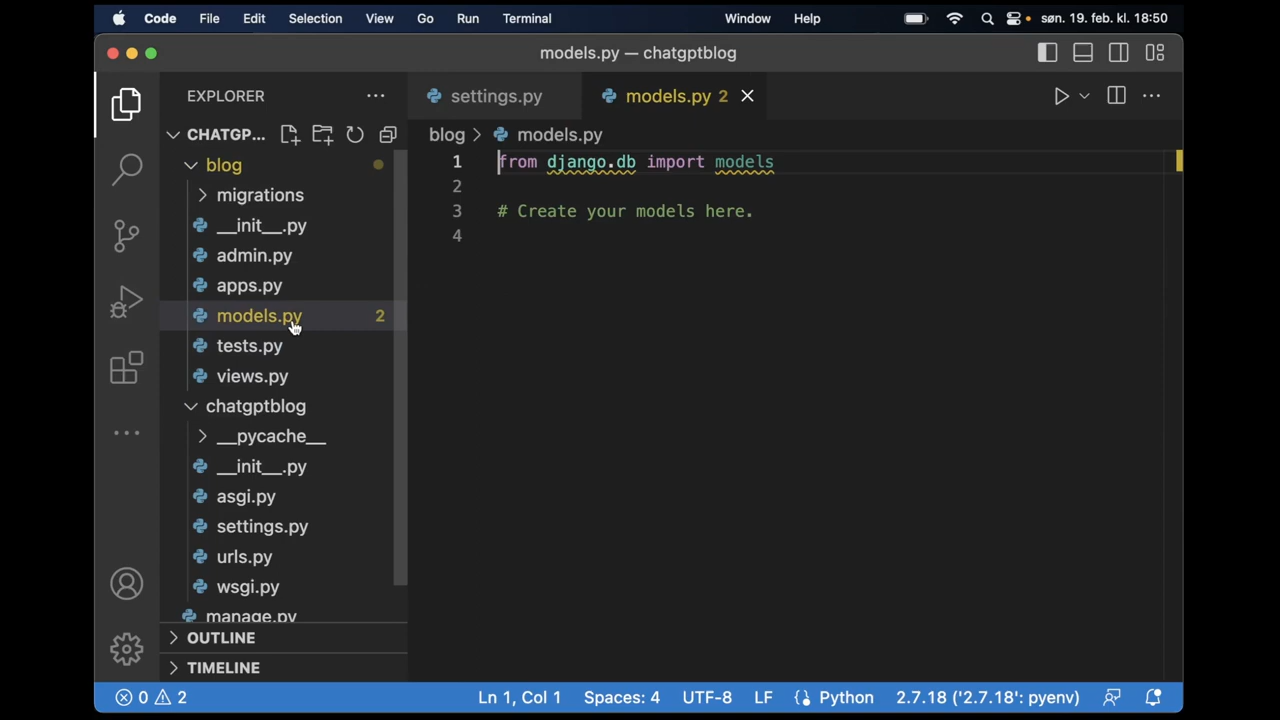 Code File Edit Selection View Go Run Terminal Window Help søn. 19. feb. kl. 18:50
models.py — chatgptblog
EXPLORER
settings.py
models.py 2
CHATGP...
blog > models.py
blog
1 from django.db import models
migrations
2
__init__.py
3 # Create your models here.
admin.py
4
apps.py
models.py 2
tests.py
views.py
chatgptblog
__pycache__
__init__.py
asgi.py
settings.py
urls.py
wsgi.py
manage.py
OUTLINE
TIMELINE
0 2 Ln 1, Col 1 Spaces: 4 UTF-8 LF Python 2.7.18 ('2.7.18': pyenv)